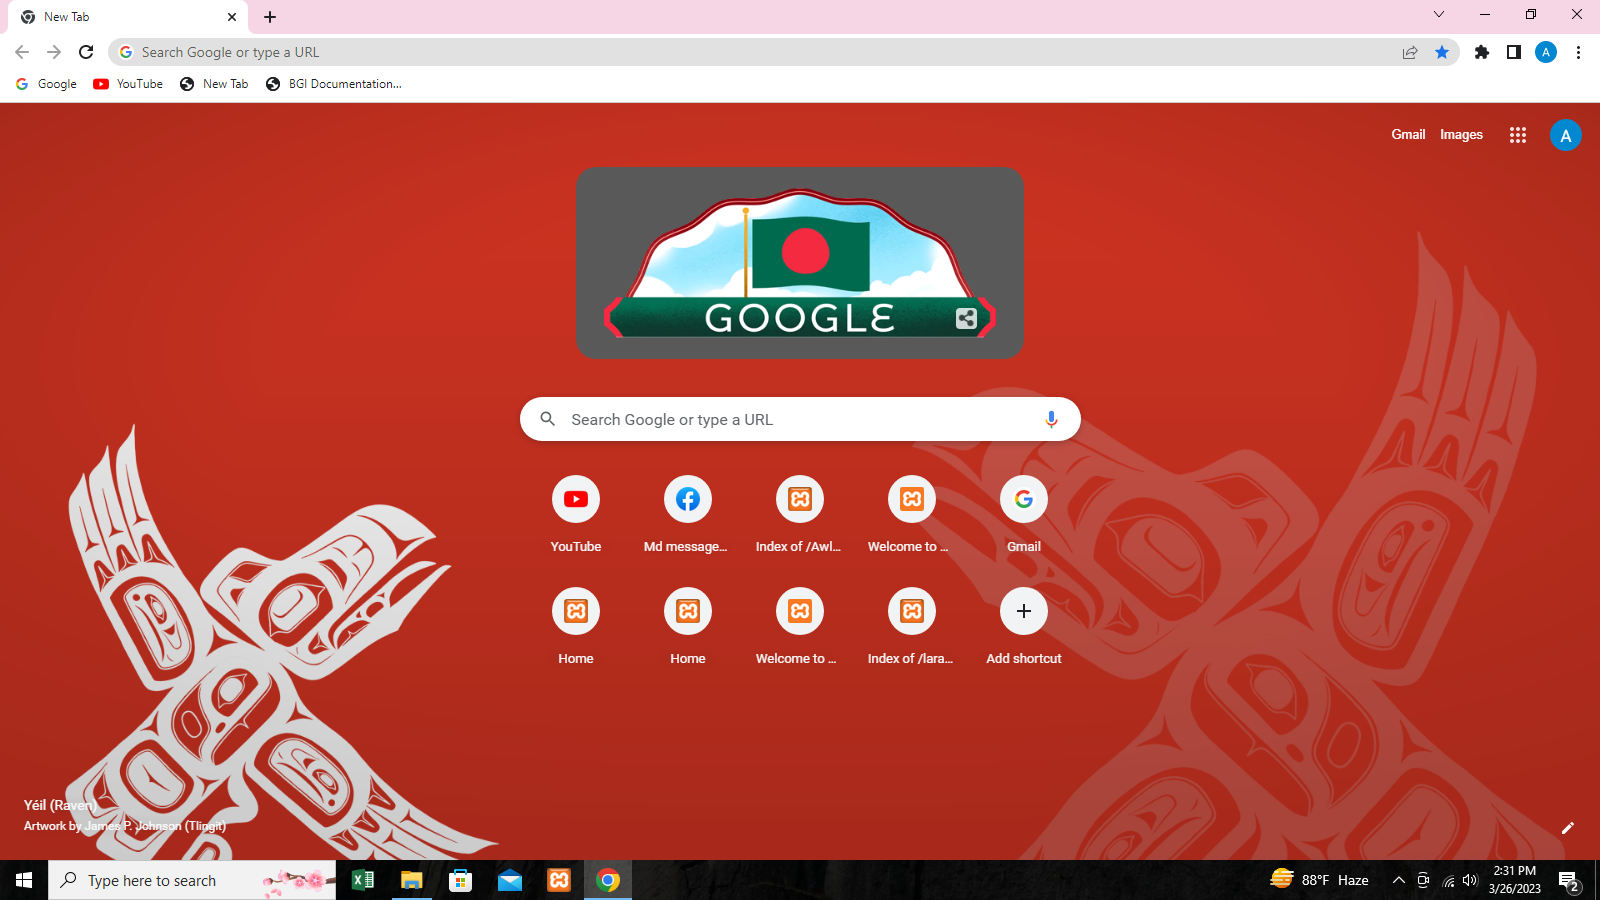 New Tab
Search Google or type a URL
Google
YouTube
New Tab
BGI Documentation...
A
Gmail
Images
A
GOOGLE
Search Google or type a URL
YouTube
Md message...
Index of /Awl...
Welcome to ...
Gmail
Home
Home
Welcome to ...
Index of /lara...
Add shortcut
Yéil (Raven)
Artwork by James P. Johnson (Tlingit)
Type here to search
88°F Haze
2:31 PM
3/26/2023
2